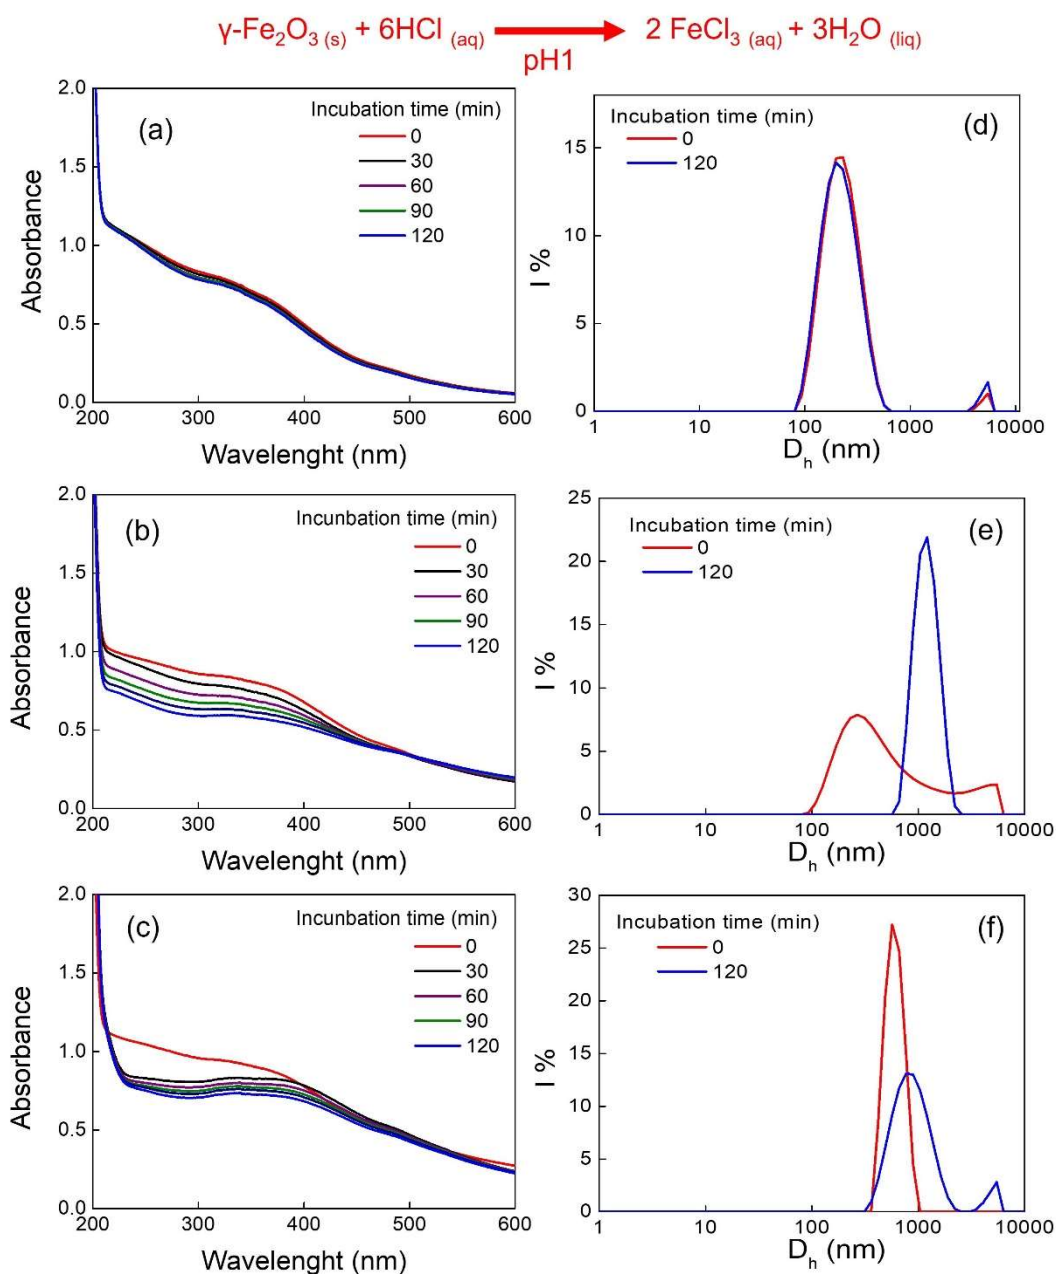 γ-Fe2O3 (s) + 6HCl (aq) → 2 FeCl3 (aq) + 3H2O (liq)
pH1
(a)
Incubation time (min)
0
30
60
90
120
2.0
1.5
1.0
0.5
0.0
Absorbance
200 300 400 500 600
Wavelenght (nm)
(d)
Incubation time (min)
0
120
15
10
5
0
I %
1 10 100 1000 10000
Dh (nm)
(b)
Incunbation time (min)
0
30
60
90
120
2.0
1.5
1.0
0.5
0.0
Absorbance
200 300 400 500 600
Wavelenght (nm)
(e)
Incubation time (min)
0
120
25
20
15
10
5
0
I %
1 10 100 1000 10000
Dh (nm)
(c)
Incunbation time (min)
0
30
60
90
120
2.0
1.5
1.0
0.5
0.0
Absorbance
200 300 400 500 600
Wavelenght (nm)
(f)
Incubation time (min)
0
120
30
25
20
15
10
5
0
I %
1 10 100 1000 10000
Dh (nm)